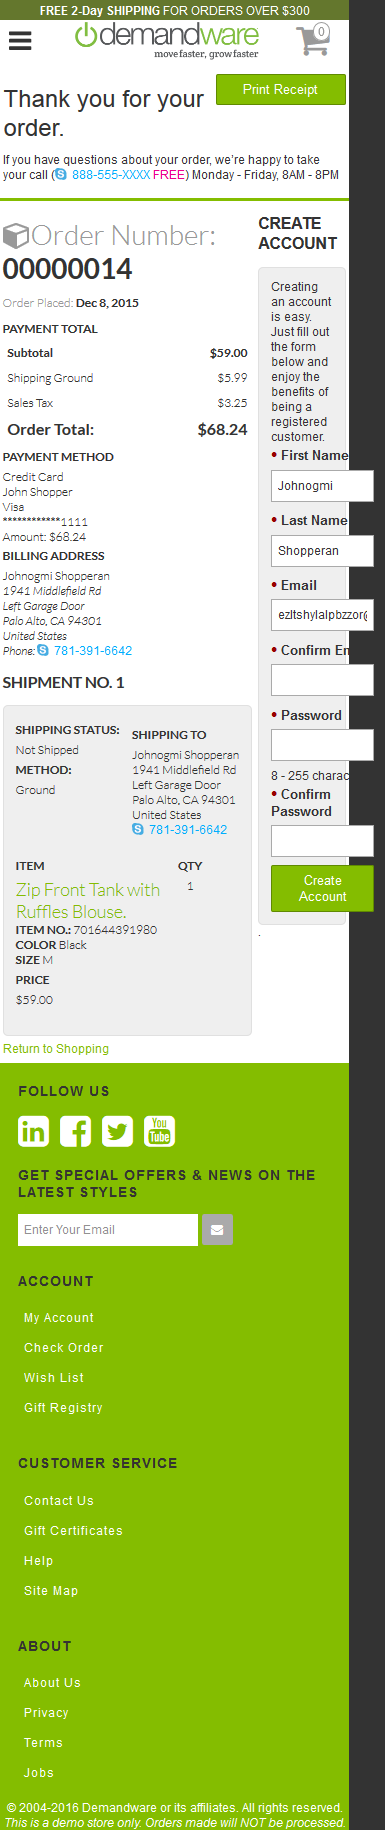 FREE 2-Day SHIPPING FOR ORDERS OVER $300
demandware
move faster, grow faster
0
Print Receipt
Thank you for your
order.
If you have questions about your order, we're happy to take
your call ( 888-555-XXXX FREE) Monday - Friday, 8AM - 8PM
Order Number:
00000014
Order Placed: Dec 8, 2015
PAYMENT TOTAL
Subtotal $59.00
Shipping Ground $5.99
Sales Tax $3.25
Order Total: $68.24
PAYMENT METHOD
Credit Card
John Shopper
Visa
************1111
Amount: $68.24
BILLING ADDRESS
Johnogmi Shopperan
1941 Middlefield Rd
Left Garage Door
Palo Alto, CA 94301
United States
Phone: 781-391-6642
SHIPMENT NO. 1
SHIPPING STATUS:
Not Shipped
METHOD:
Ground
SHIPPING TO
Johnogmi Shopperan
1941 Middlefield Rd
Left Garage Door
Palo Alto, CA 94301
United States
781-391-6642
ITEM QTY
Zip Front Tank with 1
Ruffles Blouse.
ITEM NO.: 701644391980
COLOR Black
SIZE M
PRICE
$59.00
Return to Shopping
CREATE
ACCOUNT
Creating
an account
is easy.
Just fill out
the form
below and
enjoy the
benefits of
being a
registered
customer.
• First Name
Johnogmi
• Last Name
Shopperan
• Email
ezltshylalpbzzor@
• Confirm Em
• Password
8 - 255 charac
• Confirm
Password
Create
Account
.
FOLLOW US
in f You Tube
GET SPECIAL OFFERS & NEWS ON THE
LATEST STYLES
Enter Your Email
ACCOUNT
My Account
Check Order
Wish List
Gift Registry
CUSTOMER SERVICE
Contact Us
Gift Certificates
Help
Site Map
ABOUT
About Us
Privacy
Terms
Jobs
© 2004-2016 Demandware or its affiliates. All rights reserved.
This is a demo store only. Orders made will NOT be processed.